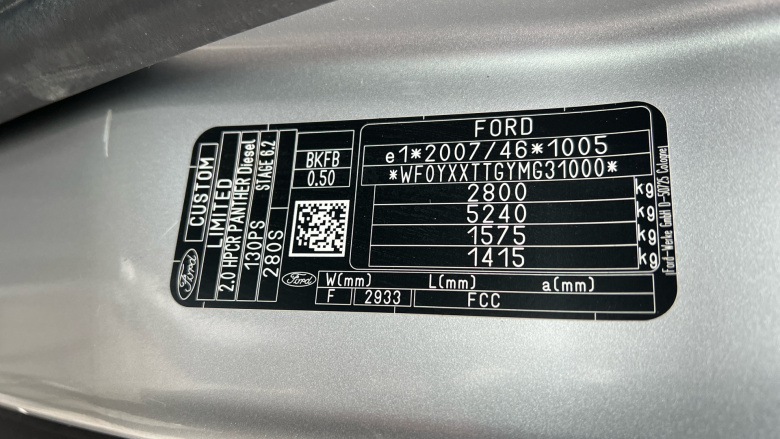 FORD
e1*2007/46*1005
*WF0YXXTTGYMG31000*
2800 kg
5240 kg
1575 kg
1415 kg
BKFB
0.50
CUSTOM
LIMITED
2.0 HPCR PANTHER Diesel
130PS STAGE 6.2
280S
Ford
Ford
W(mm) L(mm) a(mm)
F 2933 FCC
Ford-Werke GmbH D-50725 Cologne